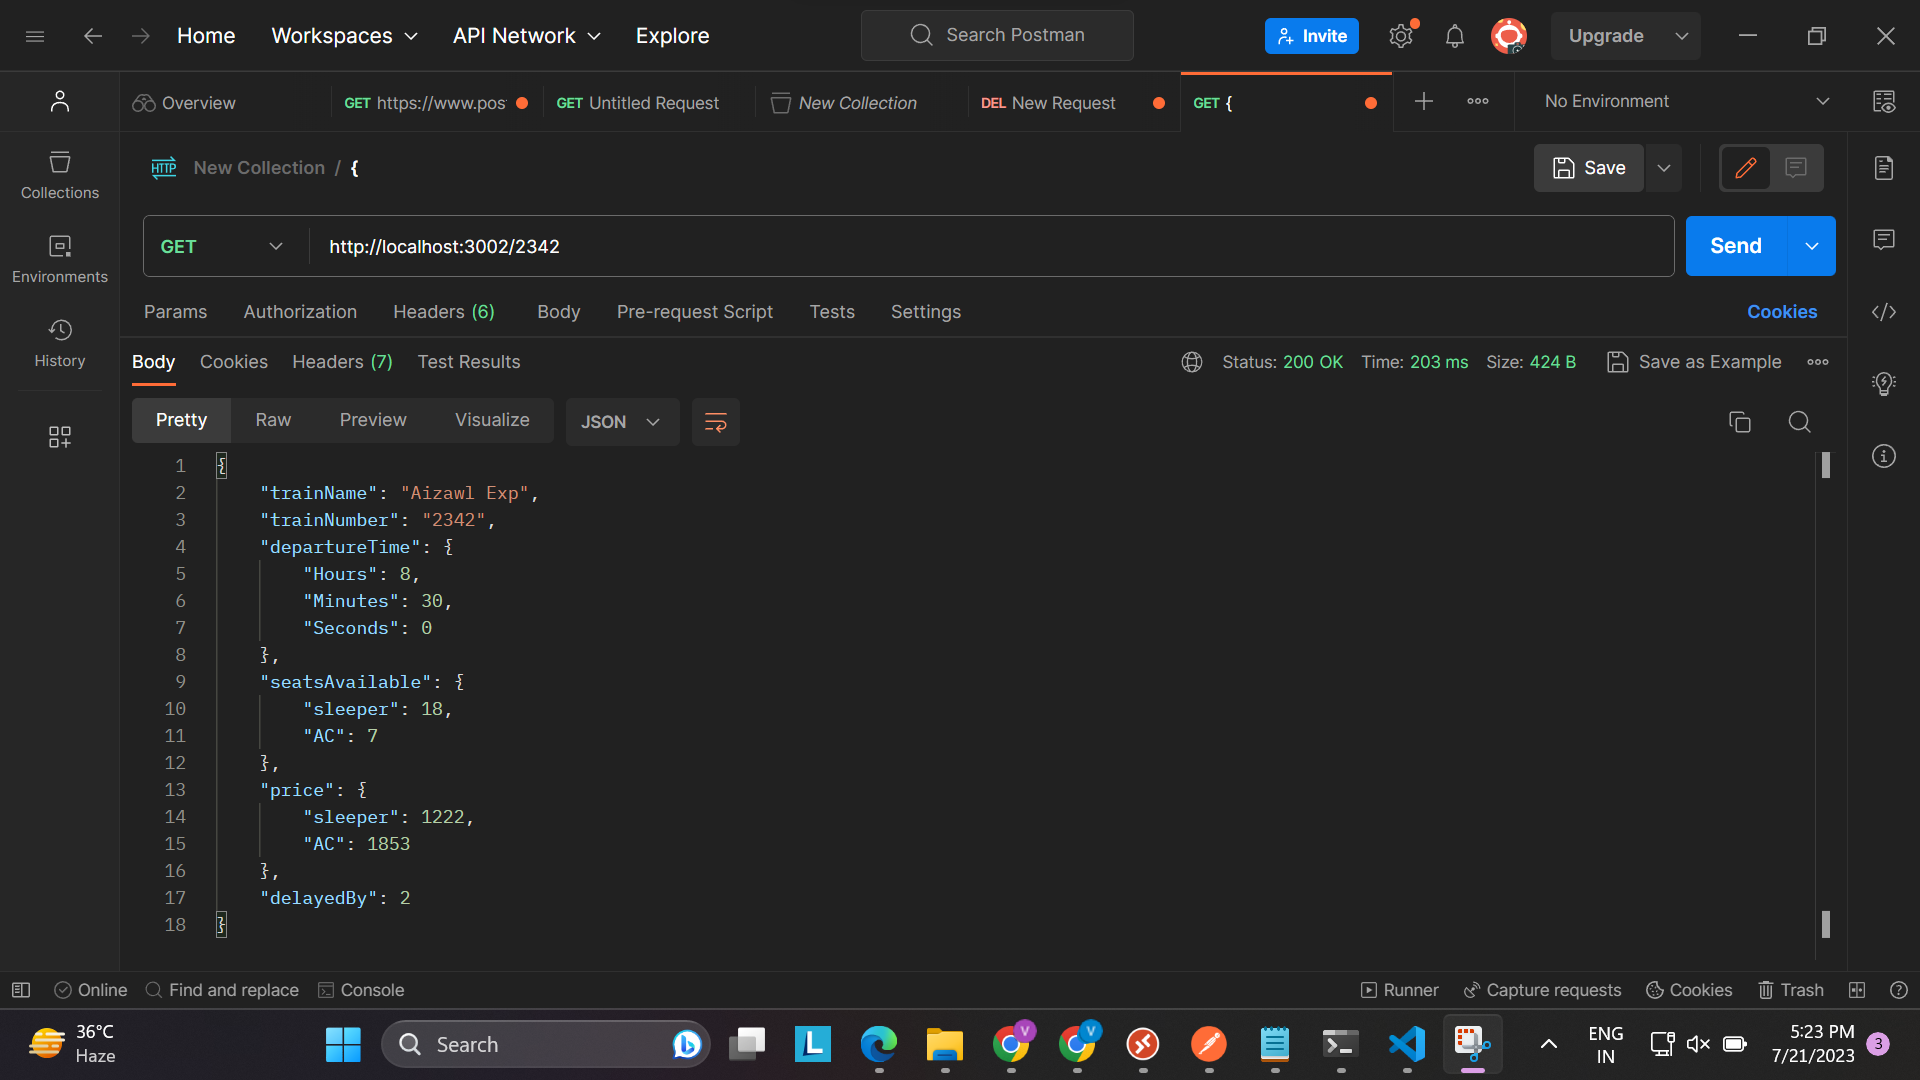 Home
Workspaces
API Network
Explore
Search Postman
Invite
Upgrade
Overview
GET https://www.pos
GET Untitled Request
New Collection
DEL New Request
GET {
No Environment
Collections
Environments
History
HTTP New Collection / {
Save
GET http://localhost:3002/2342
Send
Params Authorization Headers (6) Body Pre-request Script Tests Settings
Cookies
Body Cookies Headers (7) Test Results
Status: 200 OK Time: 203 ms Size: 424 B Save as Example
Pretty Raw Preview Visualize JSON
1 {
2 "trainName": "Aizawl Exp",
3 "trainNumber": "2342",
4 "departureTime": {
5 "Hours": 8,
6 "Minutes": 30,
7 "Seconds": 0
8 },
9 "seatsAvailable": {
10 "sleeper": 18,
11 "AC": 7
12 },
13 "price": {
14 "sleeper": 1222,
15 "AC": 1853
16 },
17 "delayedBy": 2
18 }
Online Find and replace Console
Runner Capture requests Cookies Trash
36°C
Haze
Search
L
V
V
ENG
IN
5:23 PM
7/21/2023
3